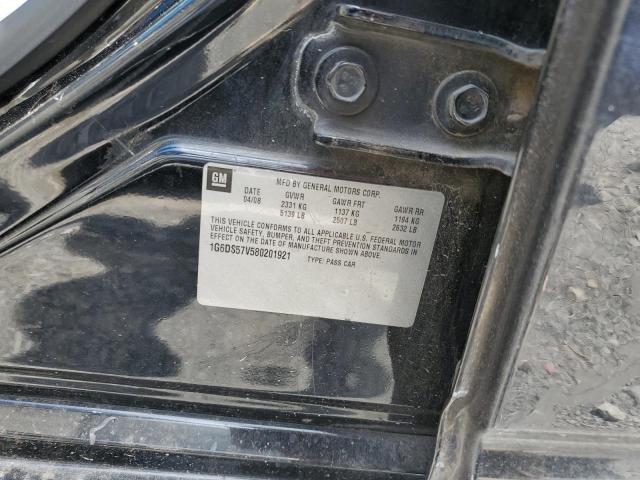 GM
MFD BY GENERAL MOTORS CORP.
DATE GVWR GAWR FRT GAWR RR
04/08 2331 KG 1137 KG 1194 KG
5139 LB 2507 LB 2632 LB
THIS VEHICLE CONFORMS TO ALL APPLICABLE U.S. FEDERAL MOTOR
VEHICLE SAFETY, BUMPER, AND THEFT PREVENTION STANDARDS IN
EFFECT ON THE DATE OF MANUFACTURE SHOWN ABOVE.
1G6DS57V580201921 TYPE: PASS CAR